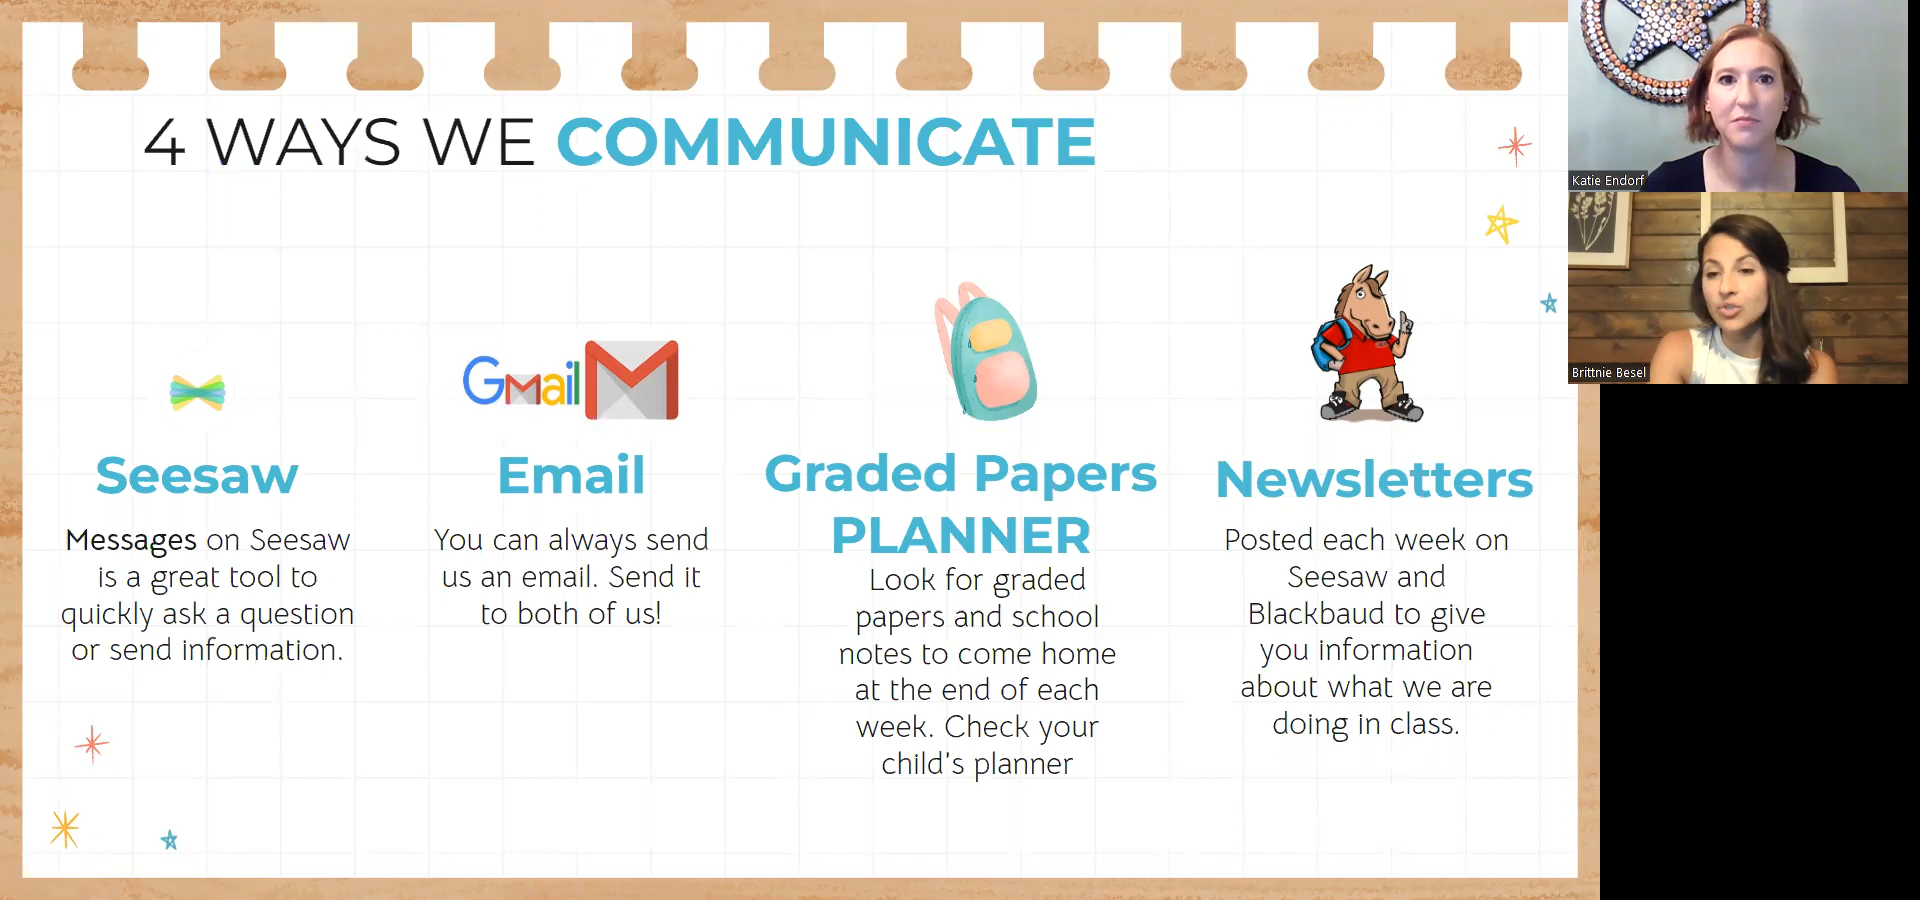 4 WAYS WE COMMUNICATE
Seesaw
Messages on Seesaw
is a great tool to
quickly ask a question
or send information.
Gmail
Email
You can always send
us an email. Send it
to both of us!
Graded Papers
PLANNER
Look for graded
papers and school
notes to come home
at the end of each
week. Check your
child's planner
Newsletters
Posted each week on
Seesaw and
Blackbaud to give
you information
about what we are
doing in class.
Katie Endorf
Brittnie Besel